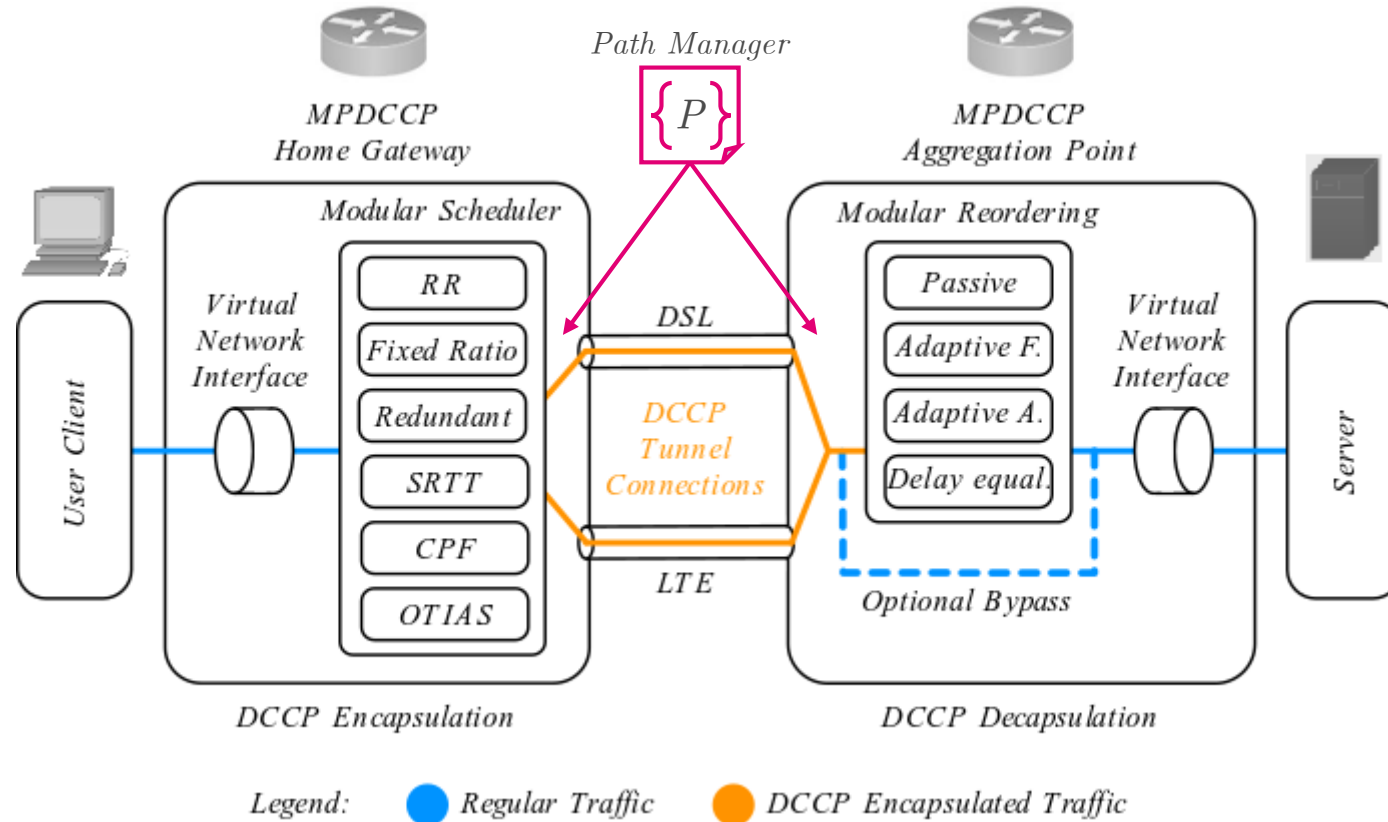 Path Manager
{P}
MPDCCP
Home Gateway
MPDCCP
Aggregation Point
User Client
Virtual
Network
Interface
Modular Scheduler
RR
Fixed Ratio
Redundant
SRTT
CPF
OTIAS
DCCP Encapsulation
DSL
DCCP
Tunnel
Connections
LTE
Modular Reordering
Passive
Adaptive F.
Adaptive A.
Delay equal.
Optional Bypass
Virtual
Network
Interface
Server
DCCP Decapsulation
Legend:
Regular Traffic
DCCP Encapsulated Traffic